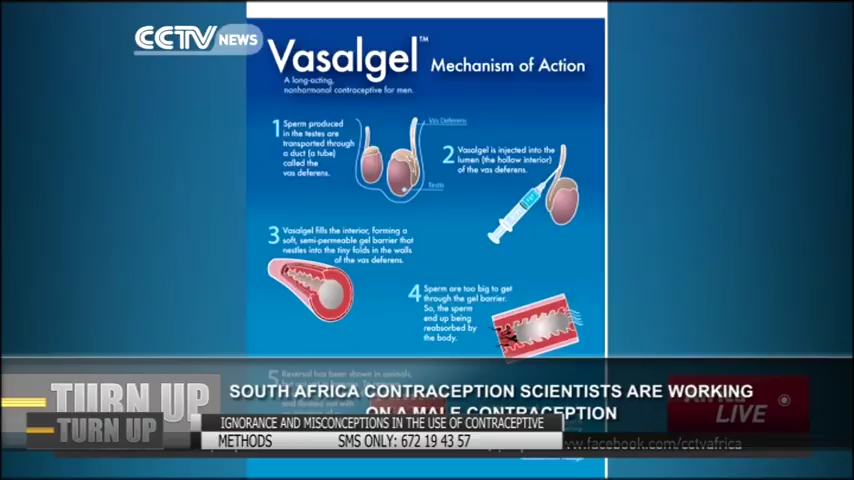 CCTV NEWS
Vasalgel™ Mechanism of Action
A long-acting,
nonhormonal contraceptive for men.
1 Sperm produced
in the testes are
transported through
a duct (a tube)
called the
vas deferens.
Vas Deferens
Testis
2 Vasalgel is injected into the
lumen (the hollow interior)
of the vas deferens.
3 Vasalgel fills the interior, forming a
soft, semi-permeable gel barrier that
nestles into the tiny folds in the walls
of the vas deferens.
4 Sperm are too big to get
through the gel barrier.
So, the sperm
end up being
reabsorbed by
the body.
5 Reversal has been shown in animals,
TURN UP
SOUTH AFRICA CONTRACEPTION SCIENTISTS ARE WORKING
ON A MALE CONTRACEPTION
LIVE
TURN UP
IGNORANCE AND MISCONCEPTIONS IN THE USE OF CONTRACEPTIVE
METHODS SMS ONLY: 672 19 43 57
www.facebook.com/cctvafrica